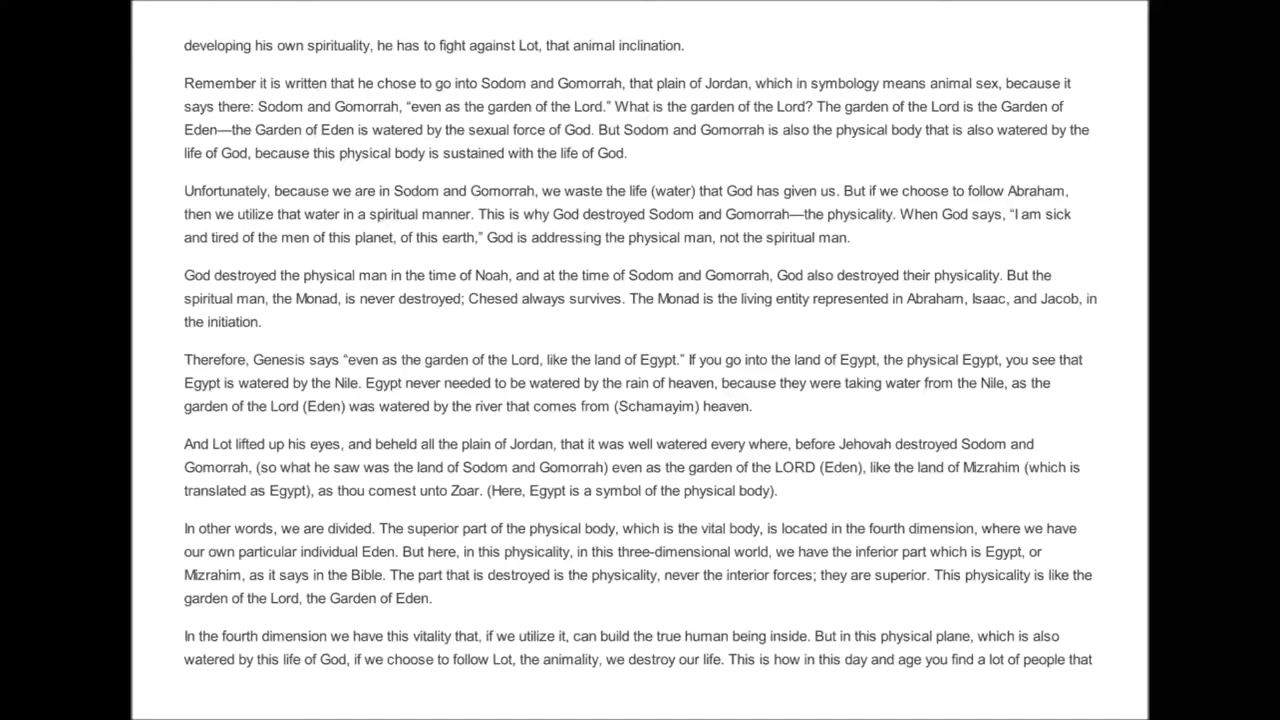 developing his own spirituality, he has to fight against Lot, that animal inclination.
Remember it is written that he chose to go into Sodom and Gomorrah, that plain of Jordan, which in symbology means animal sex, because it
says there: Sodom and Gomorrah, “even as the garden of the Lord.” What is the garden of the Lord? The garden of the Lord is the Garden of
Eden—the Garden of Eden is watered by the sexual force of God. But Sodom and Gomorrah is also the physical body that is also watered by the
life of God, because this physical body is sustained with the life of God.
Unfortunately, because we are in Sodom and Gomorrah, we waste the life (water) that God has given us. But if we choose to follow Abraham,
then we utilize that water in a spiritual manner. This is why God destroyed Sodom and Gomorrah—the physicality. When God says, “I am sick
and tired of the men of this planet, of this earth,” God is addressing the physical man, not the spiritual man.
God destroyed the physical man in the time of Noah, and at the time of Sodom and Gomorrah, God also destroyed their physicality. But the
spiritual man, the Monad, is never destroyed; Chesed always survives. The Monad is the living entity represented in Abraham, Isaac, and Jacob, in
the initiation.
Therefore, Genesis says “even as the garden of the Lord, like the land of Egypt.” If you go into the land of Egypt, the physical Egypt, you see that
Egypt is watered by the Nile. Egypt never needed to be watered by the rain of heaven, because they were taking water from the Nile, as the
garden of the Lord (Eden) was watered by the river that comes from (Schamayim) heaven.
And Lot lifted up his eyes, and beheld all the plain of Jordan, that it was well watered every where, before Jehovah destroyed Sodom and
Gomorrah, (so what he saw was the land of Sodom and Gomorrah) even as the garden of the LORD (Eden), like the land of Mizrahim (which is
translated as Egypt), as thou comest unto Zoar. (Here, Egypt is a symbol of the physical body).
In other words, we are divided. The superior part of the physical body, which is the vital body, is located in the fourth dimension, where we have
our own particular individual Eden. But here, in this physicality, in this three-dimensional world, we have the inferior part which is Egypt, or
Mizrahim, as it says in the Bible. The part that is destroyed is the physicality, never the interior forces; they are superior. This physicality is like the
garden of the Lord, the Garden of Eden.
In the fourth dimension we have this vitality that, if we utilize it, can build the true human being inside. But in this physical plane, which is also
watered by this life of God, if we choose to follow Lot, the animality, we destroy our life. This is how in this day and age you find a lot of people that